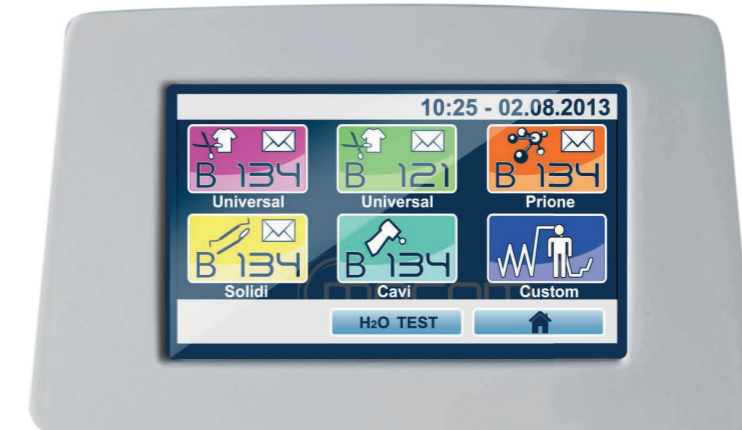 10:25 - 02.08.2013
B 134
B 121
B 134
Universal
Universal
Prione
B 134
B 134
Solidi
Cavi
Custom
H2O TEST